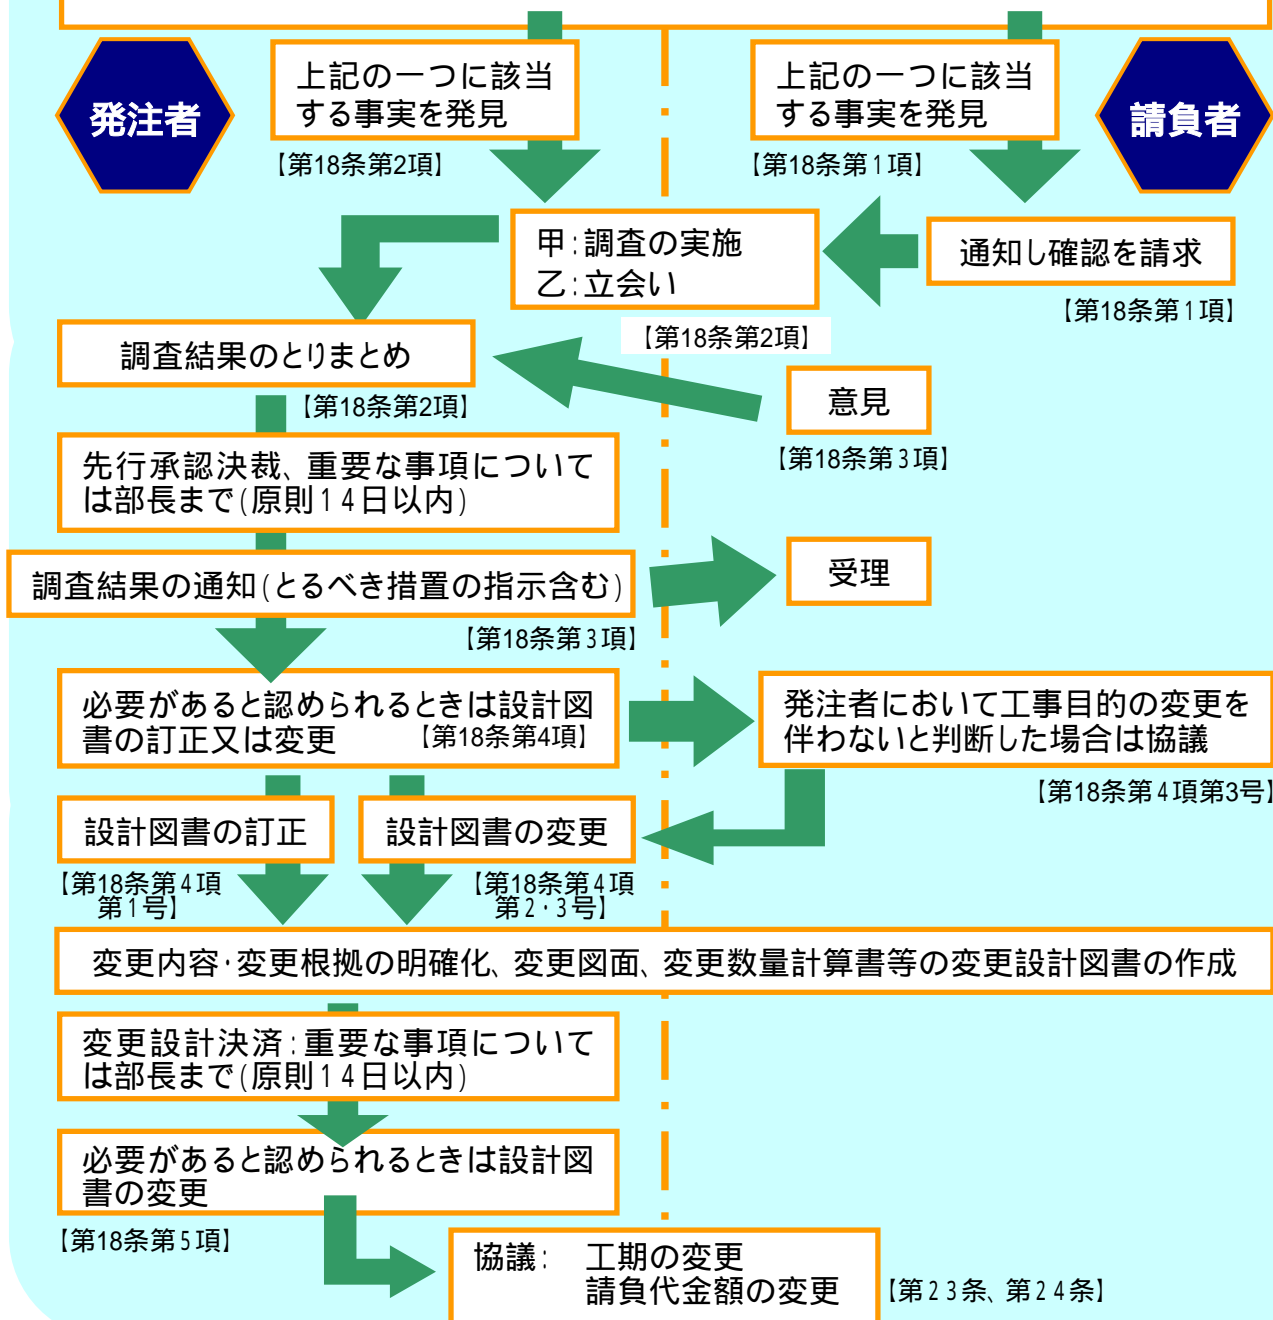 発注者
上記の一つに該当
する事実を発見
【第18条第2項】
上記の一つに該当
する事実を発見
【第18条第1項】
請負者
甲:調査の実施
乙:立会い
【第18条第2項】
通知し確認を請求
【第18条第1項】
調査結果のとりまとめ
【第18条第2項】
意見
【第18条第3項】
先行承認決裁、重要な事項について
は部長まで(原則14日以内)
調査結果の通知(とるべき措置の指示含む)
【第18条第3項】
受理
必要があると認められるときは設計図
書の訂正又は変更 【第18条第4項】
発注者において工事目的の変更を
伴わないと判断した場合は協議
【第18条第4項第3号】
設計図書の訂正
【第18条第4項
第1号】
設計図書の変更
【第18条第4項
第2・3号】
変更内容・変更根拠の明確化、変更図面、変更数量計算書等の変更設計図書の作成
変更設計決済:重要な事項について
は部長まで(原則14日以内)
必要があると認められるときは設計図
書の変更
【第18条第5項】
協議: 工期の変更
請負代金額の変更
【第23条、第24条】